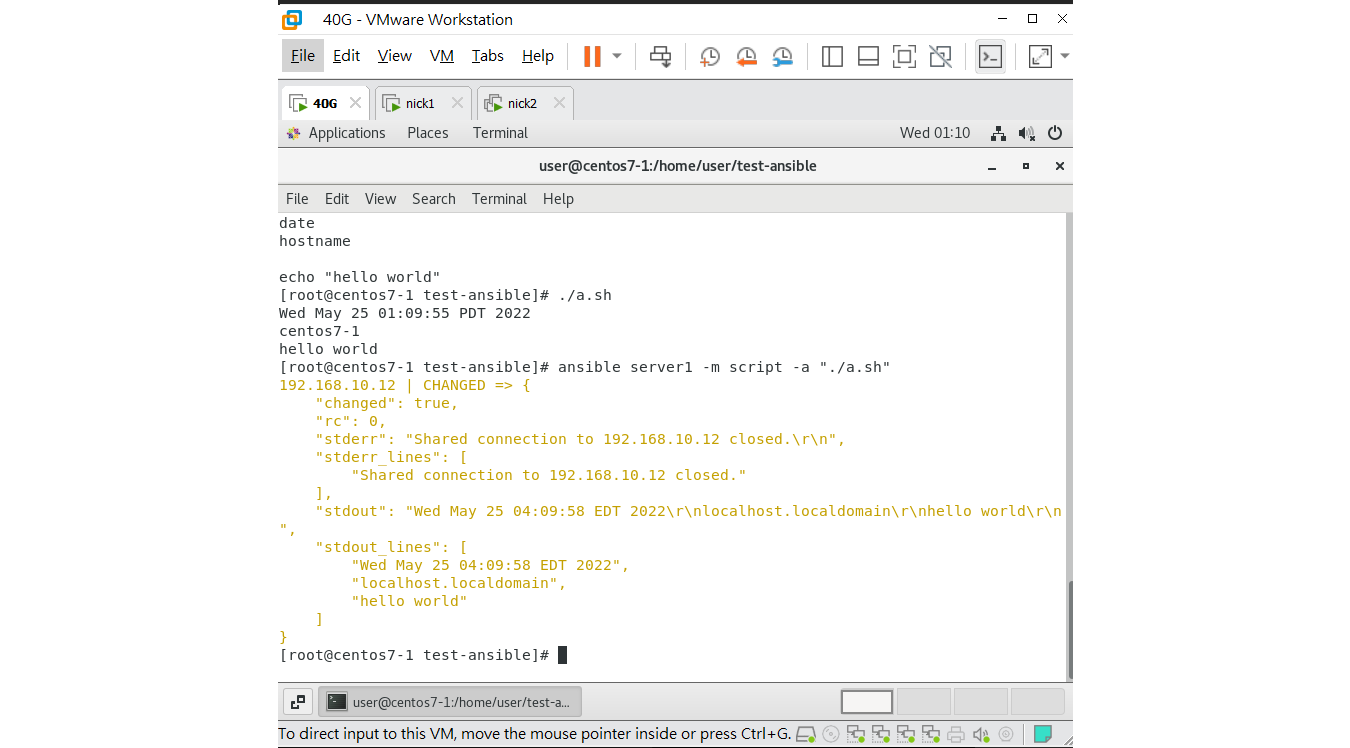 40G - VMware Workstation
File Edit View VM Tabs Help
40G nick1 nick2
Applications Places Terminal Wed 01:10
user@centos7-1:/home/user/test-ansible
File Edit View Search Terminal Help
date
hostname
echo "hello world"
[root@centos7-1 test-ansible]# ./a.sh
Wed May 25 01:09:55 PDT 2022
centos7-1
hello world
[root@centos7-1 test-ansible]# ansible server1 -m script -a "./a.sh"
192.168.10.12 | CHANGED => {
    "changed": true,
    "rc": 0,
    "stderr": "Shared connection to 192.168.10.12 closed.\r\n",
    "stderr_lines": [
        "Shared connection to 192.168.10.12 closed."
    ],
    "stdout": "Wed May 25 04:09:58 EDT 2022\r\nlocalhost.localdomain\r\nhello world\r\n
",
    "stdout_lines": [
        "Wed May 25 04:09:58 EDT 2022",
        "localhost.localdomain",
        "hello world"
    ]
}
[root@centos7-1 test-ansible]#
user@centos7-1:/home/user/test-a...
To direct input to this VM, move the mouse pointer inside or press Ctrl+G.